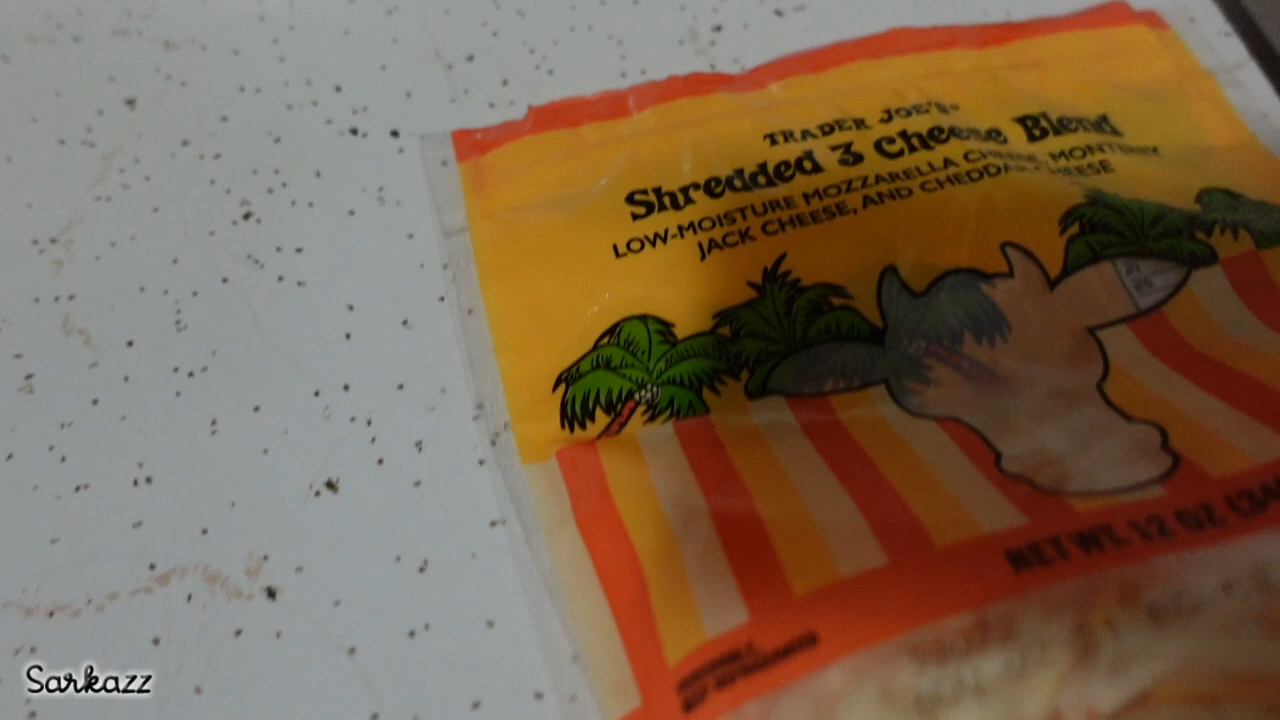 TRADER JOE'S
Shredded 3 Cheese Blend
LOW-MOISTURE MOZZARELLA CHEESE, MONTEREY
JACK CHEESE, AND CHEDDAR CHEESE
NET WT. 12 OZ.
Sarkazz